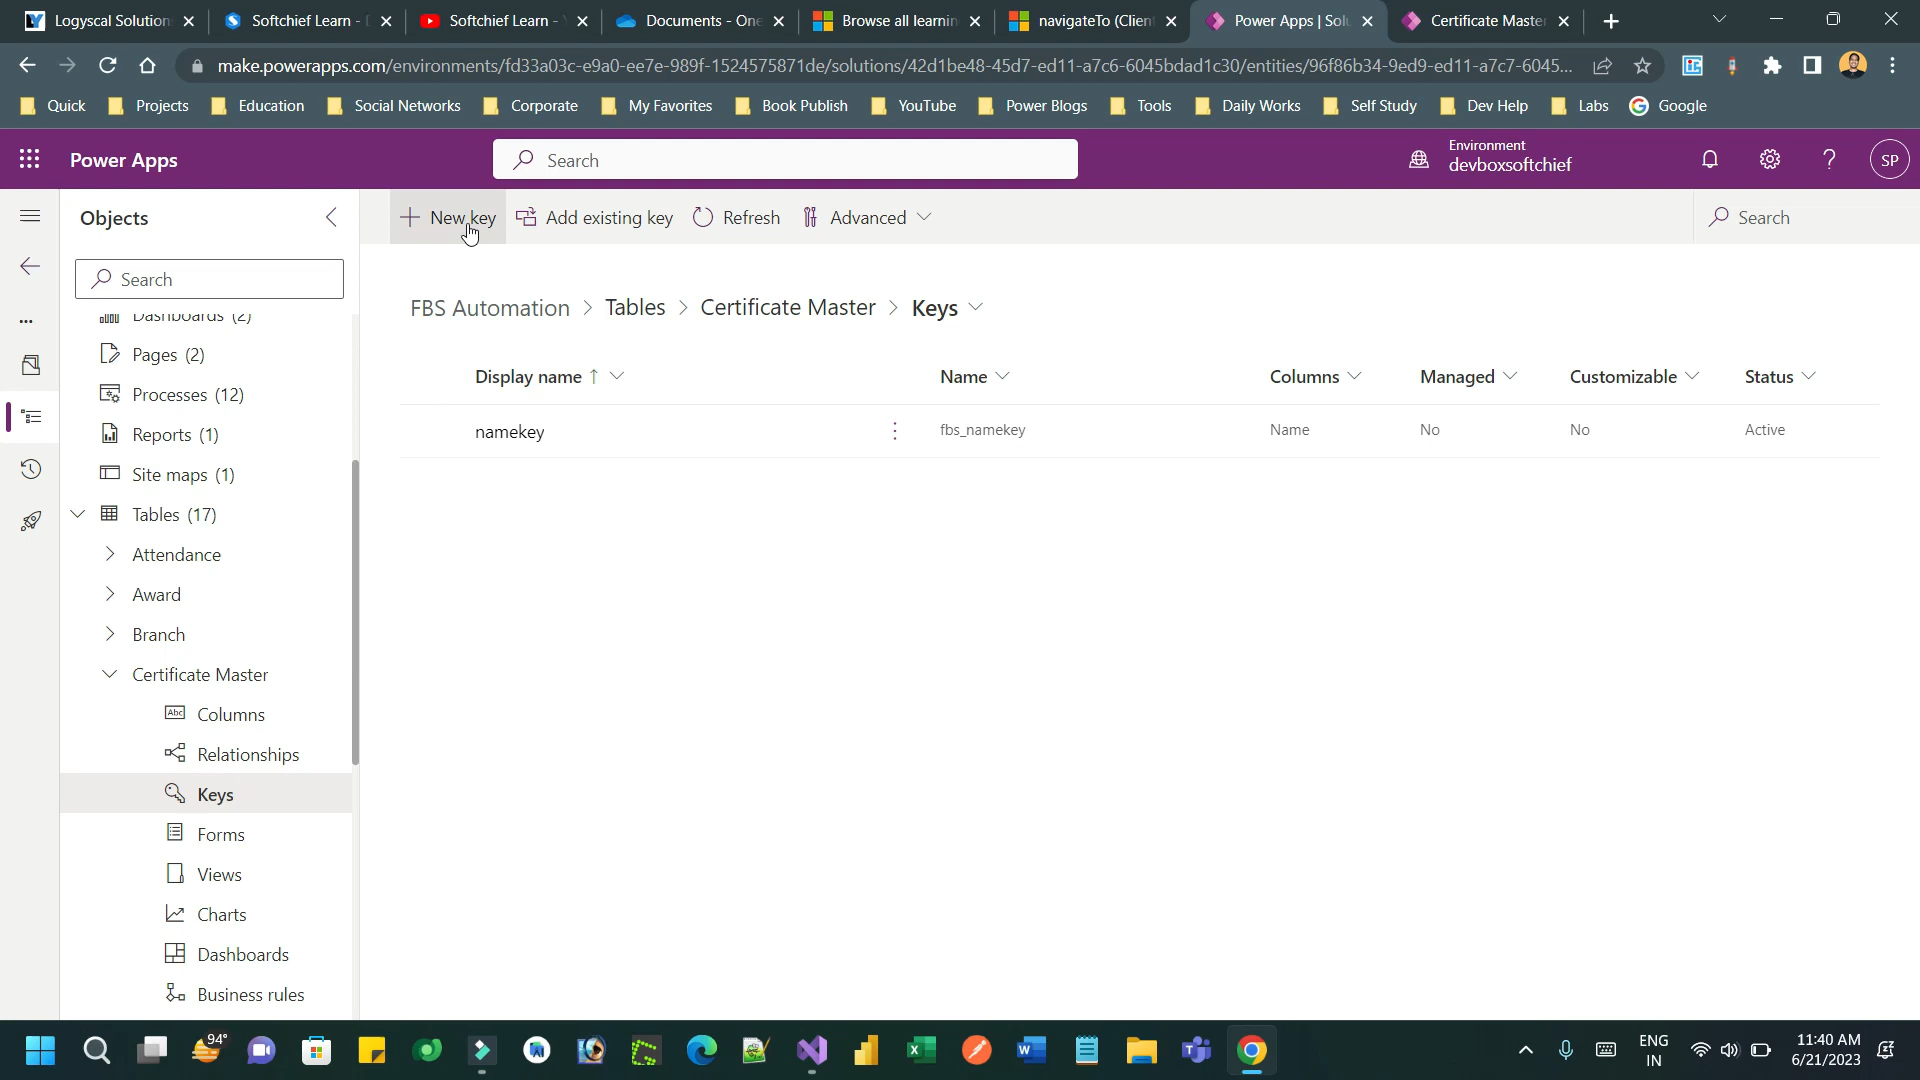 Logyscal Solution
Softchief Learn - D
Softchief Learn - Y
Documents - One
Browse all learnin
navigateTo (Client
Power Apps | Solu
Certificate Master
make.powerapps.com/environments/fd33a03c-e9a0-ee7e-989f-1524575871de/solutions/42d1be48-45d7-ed11-a7c6-6045bdad1c30/entities/96f86b34-9ed9-ed11-a7c7-6045...
Quick
Projects
Education
Social Networks
Corporate
My Favorites
Book Publish
YouTube
Power Blogs
Tools
Daily Works
Self Study
Dev Help
Labs
Google
Power Apps
Search
Environment
devboxsoftchief
SP
Objects
New key
Add existing key
Refresh
Advanced
Search
Search
FBS Automation > Tables > Certificate Master > Keys
Display name ↑
Name
Columns
Managed
Customizable
Status
namekey
fbs_namekey
Name
No
No
Active
Dashboards (2)
Pages (2)
Processes (12)
Reports (1)
Site maps (1)
Tables (17)
Attendance
Award
Branch
Certificate Master
Abc Columns
Relationships
Keys
Forms
Views
Charts
Dashboards
Business rules
94°
ENG
IN
11:40 AM
6/21/2023